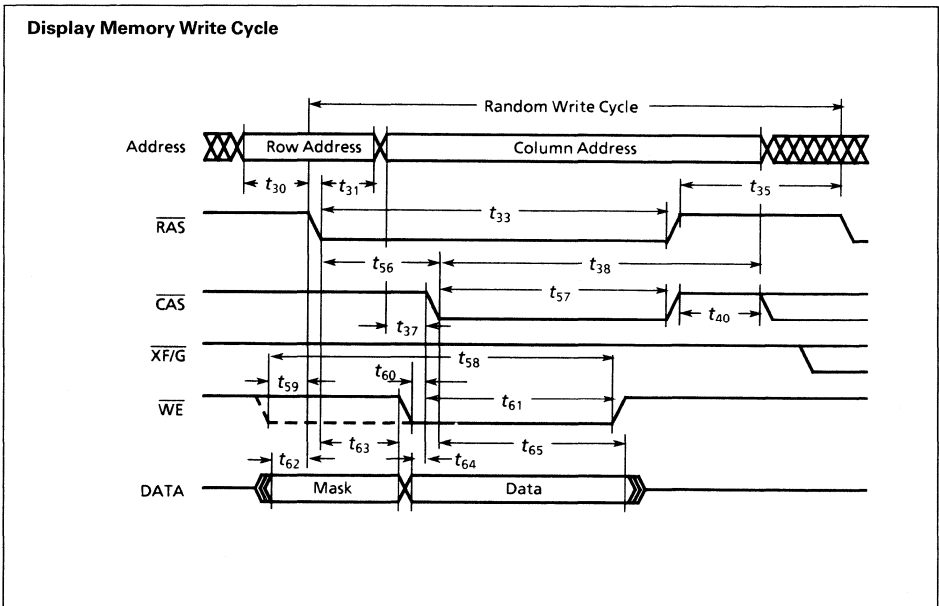 Display Memory Write Cycle
Random Write Cycle
Address
Row Address
Column Address
t30
t31
t35
RAS
t33
t56
t38
CAS
t57
t37
t40
XF/G
t58
t59
t60
WE
t61
t63
t65
t62
t64
DATA
Mask
Data